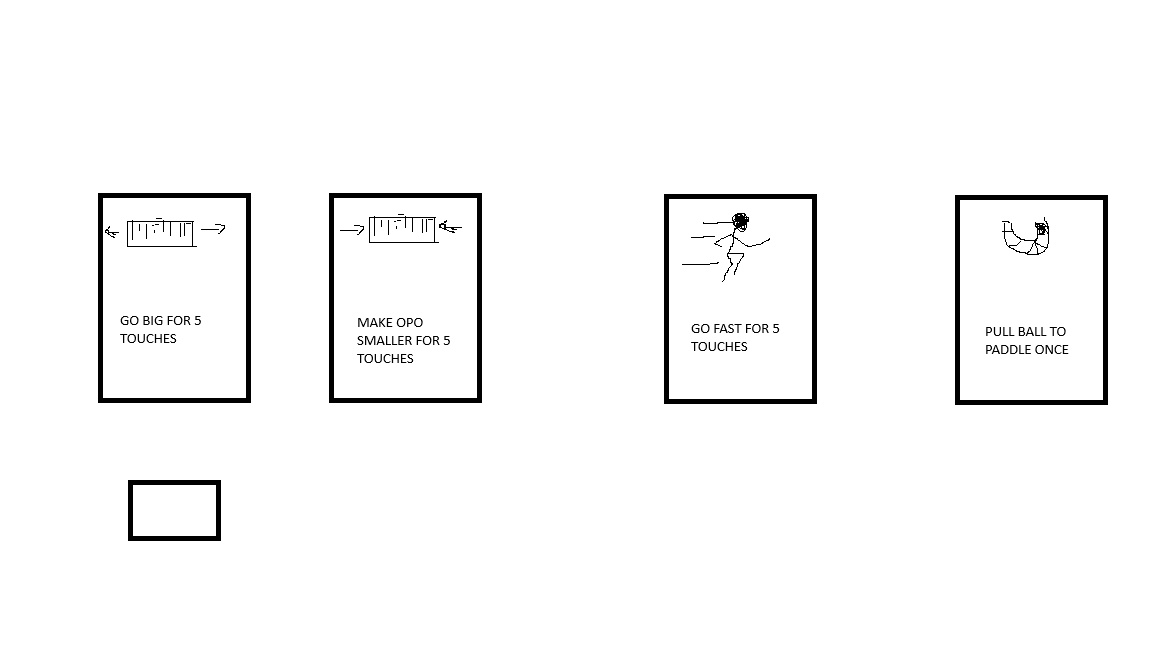 GO BIG FOR 5
TOUCHES
MAKE OPO
SMALLER FOR 5
TOUCHES
GO FAST FOR 5
TOUCHES
PULL BALL TO
PADDLE ONCE